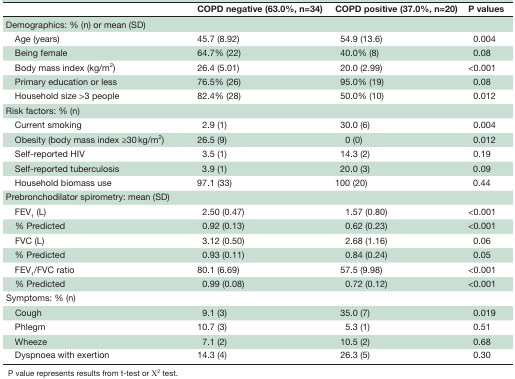 COPD negative (63.0%, n=34) COPD positive (37.0%, n=20) P values
Demographics: % (n) or mean (SD)
Age (years) 45.7 (8.92) 54.9 (13.6) 0.004
Being female 64.7% (22) 40.0% (8) 0.08
Body mass index (kg/m²) 26.4 (5.01) 20.0 (2.99) <0.001
Primary education or less 76.5% (26) 95.0% (19) 0.08
Household size >3 people 82.4% (28) 50.0% (10) 0.012
Risk factors: % (n)
Current smoking 2.9 (1) 30.0 (6) 0.004
Obesity (body mass index ≥30 kg/m²) 26.5 (9) 0 (0) 0.012
Self-reported HIV 3.5 (1) 14.3 (2) 0.19
Self-reported tuberculosis 3.9 (1) 20.0 (3) 0.09
Household biomass use 97.1 (33) 100 (20) 0.44
Prebronchodilator spirometry: mean (SD)
FEV₁ (L) 2.50 (0.47) 1.57 (0.80) <0.001
% Predicted 0.92 (0.13) 0.62 (0.23) <0.001
FVC (L) 3.12 (0.50) 2.68 (1.16) 0.06
% Predicted 0.93 (0.11) 0.84 (0.24) 0.05
FEV₁/FVC ratio 80.1 (6.69) 57.5 (9.98) <0.001
% Predicted 0.99 (0.08) 0.72 (0.12) <0.001
Symptoms: % (n)
Cough 9.1 (3) 35.0 (7) 0.019
Phlegm 10.7 (3) 5.3 (1) 0.51
Wheeze 7.1 (2) 10.5 (2) 0.68
Dyspnoea with exertion 14.3 (4) 26.3 (5) 0.30
P value represents results from t-test or X² test.